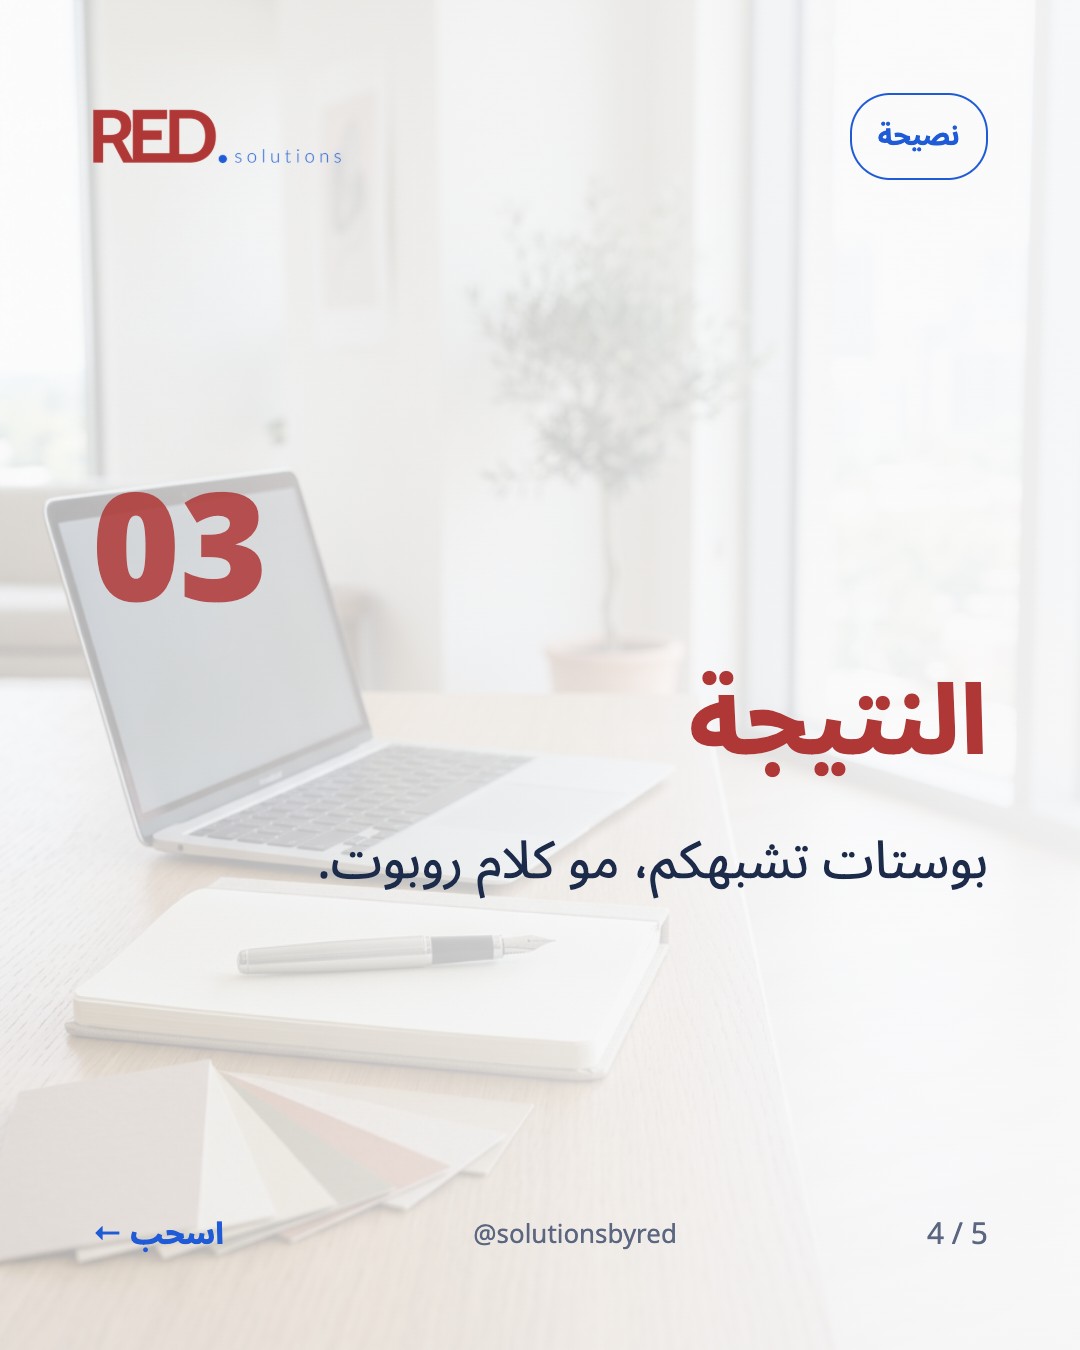 RED.solutions
نصيحة
03
النتيجة
بوستات تشبهكم، مو كلام روبوت.
اسحب ←
@solutionsbyred
4 / 5